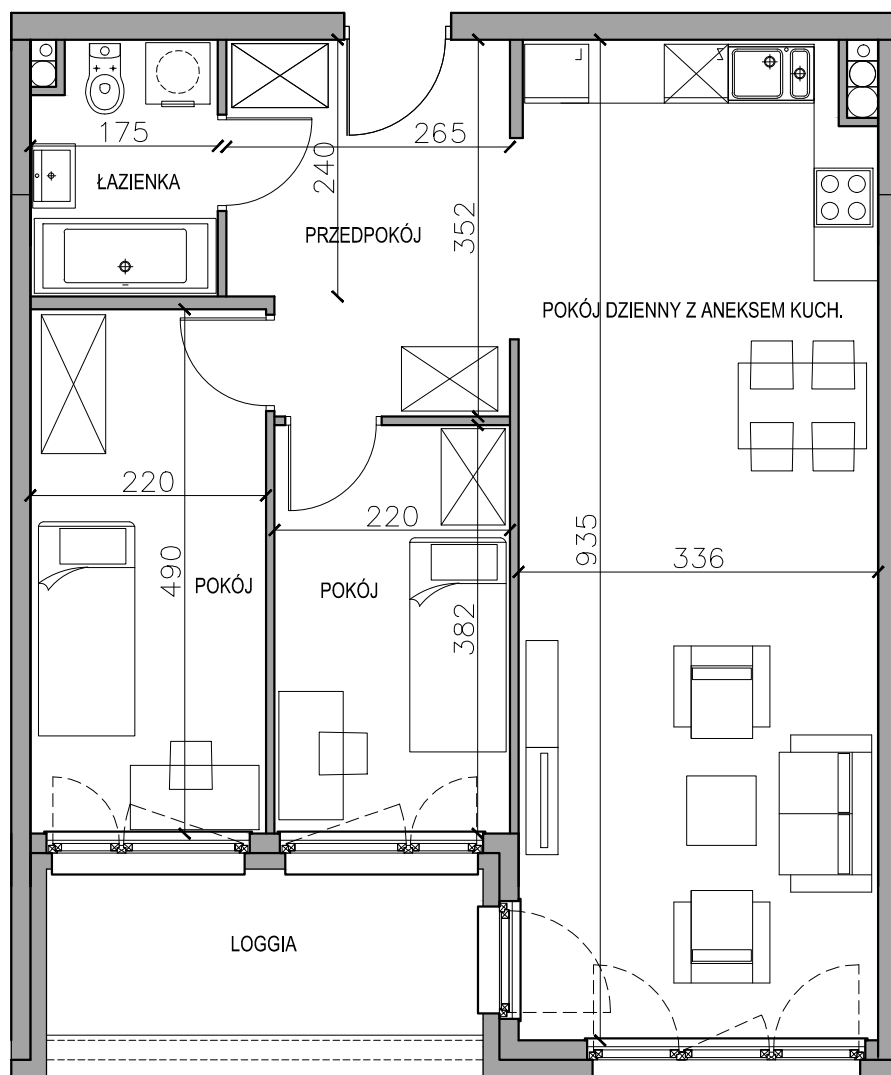 175
265
240
352
ŁAZIENKA
PRZEDPOKÓJ
POKÓJ DZIENNY Z ANEKSEM KUCH.
220
220
490
935
336
POKÓJ
POKÓJ
382
LOGGIA